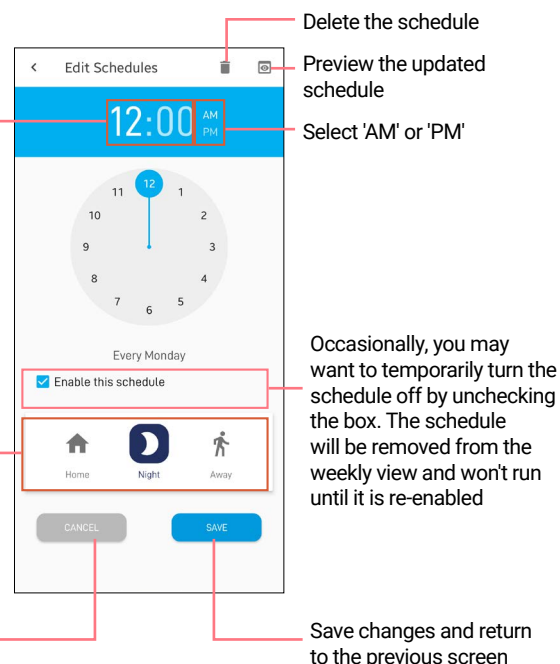 Delete the schedule
Edit Schedules
Preview the updated
schedule
12:00
AM
PM
Select 'AM' or 'PM'
12
1
2
3
4
5
6
7
8
9
10
11
Every Monday
Enable this schedule
Occasionally, you may
want to temporarily turn the
schedule off by unchecking
the box. The schedule
will be removed from the
weekly view and won't run
until it is re-enabled
Home
Night
Away
CANCEL
SAVE
Save changes and return
to the previous screen